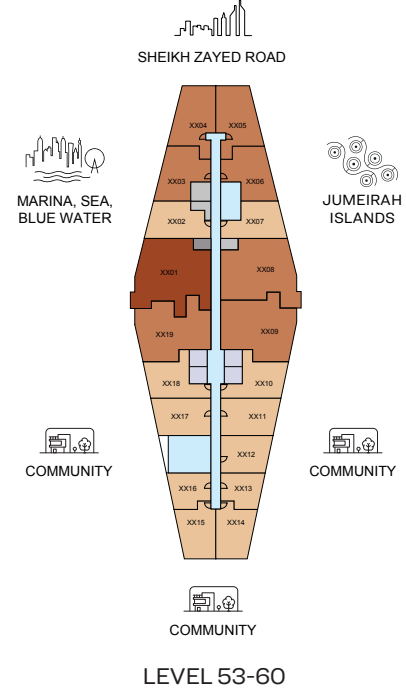 SHEIKH ZAYED ROAD
XX04 XX05
MARINA, SEA,
BLUE WATER
XX03 XX06
JUMEIRAH
ISLANDS
XX02 XX07
XX01 XX08
XX19 XX09
XX18 XX10
XX17 XX11
XX12
COMMUNITY
COMMUNITY
XX16 XX13
XX15 XX14
COMMUNITY
LEVEL 53-60